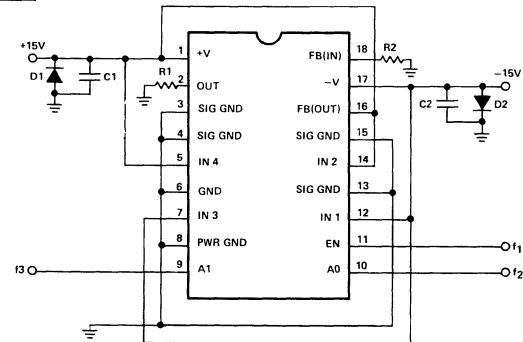 +15V
D1
C1
R1
1 +V
2 OUT
3 SIG GND
4 SIG GND
5 IN 4
6 GND
7 IN 3
8 PWR GND
9 A1
f3
FB(IN) 18
R2
−V 17
FB(OUT) 16
SIG GND 15
IN 2 14
SIG GND 13
IN 1 12
EN 11
A0 10
−15V
C2
D2
f1
f2